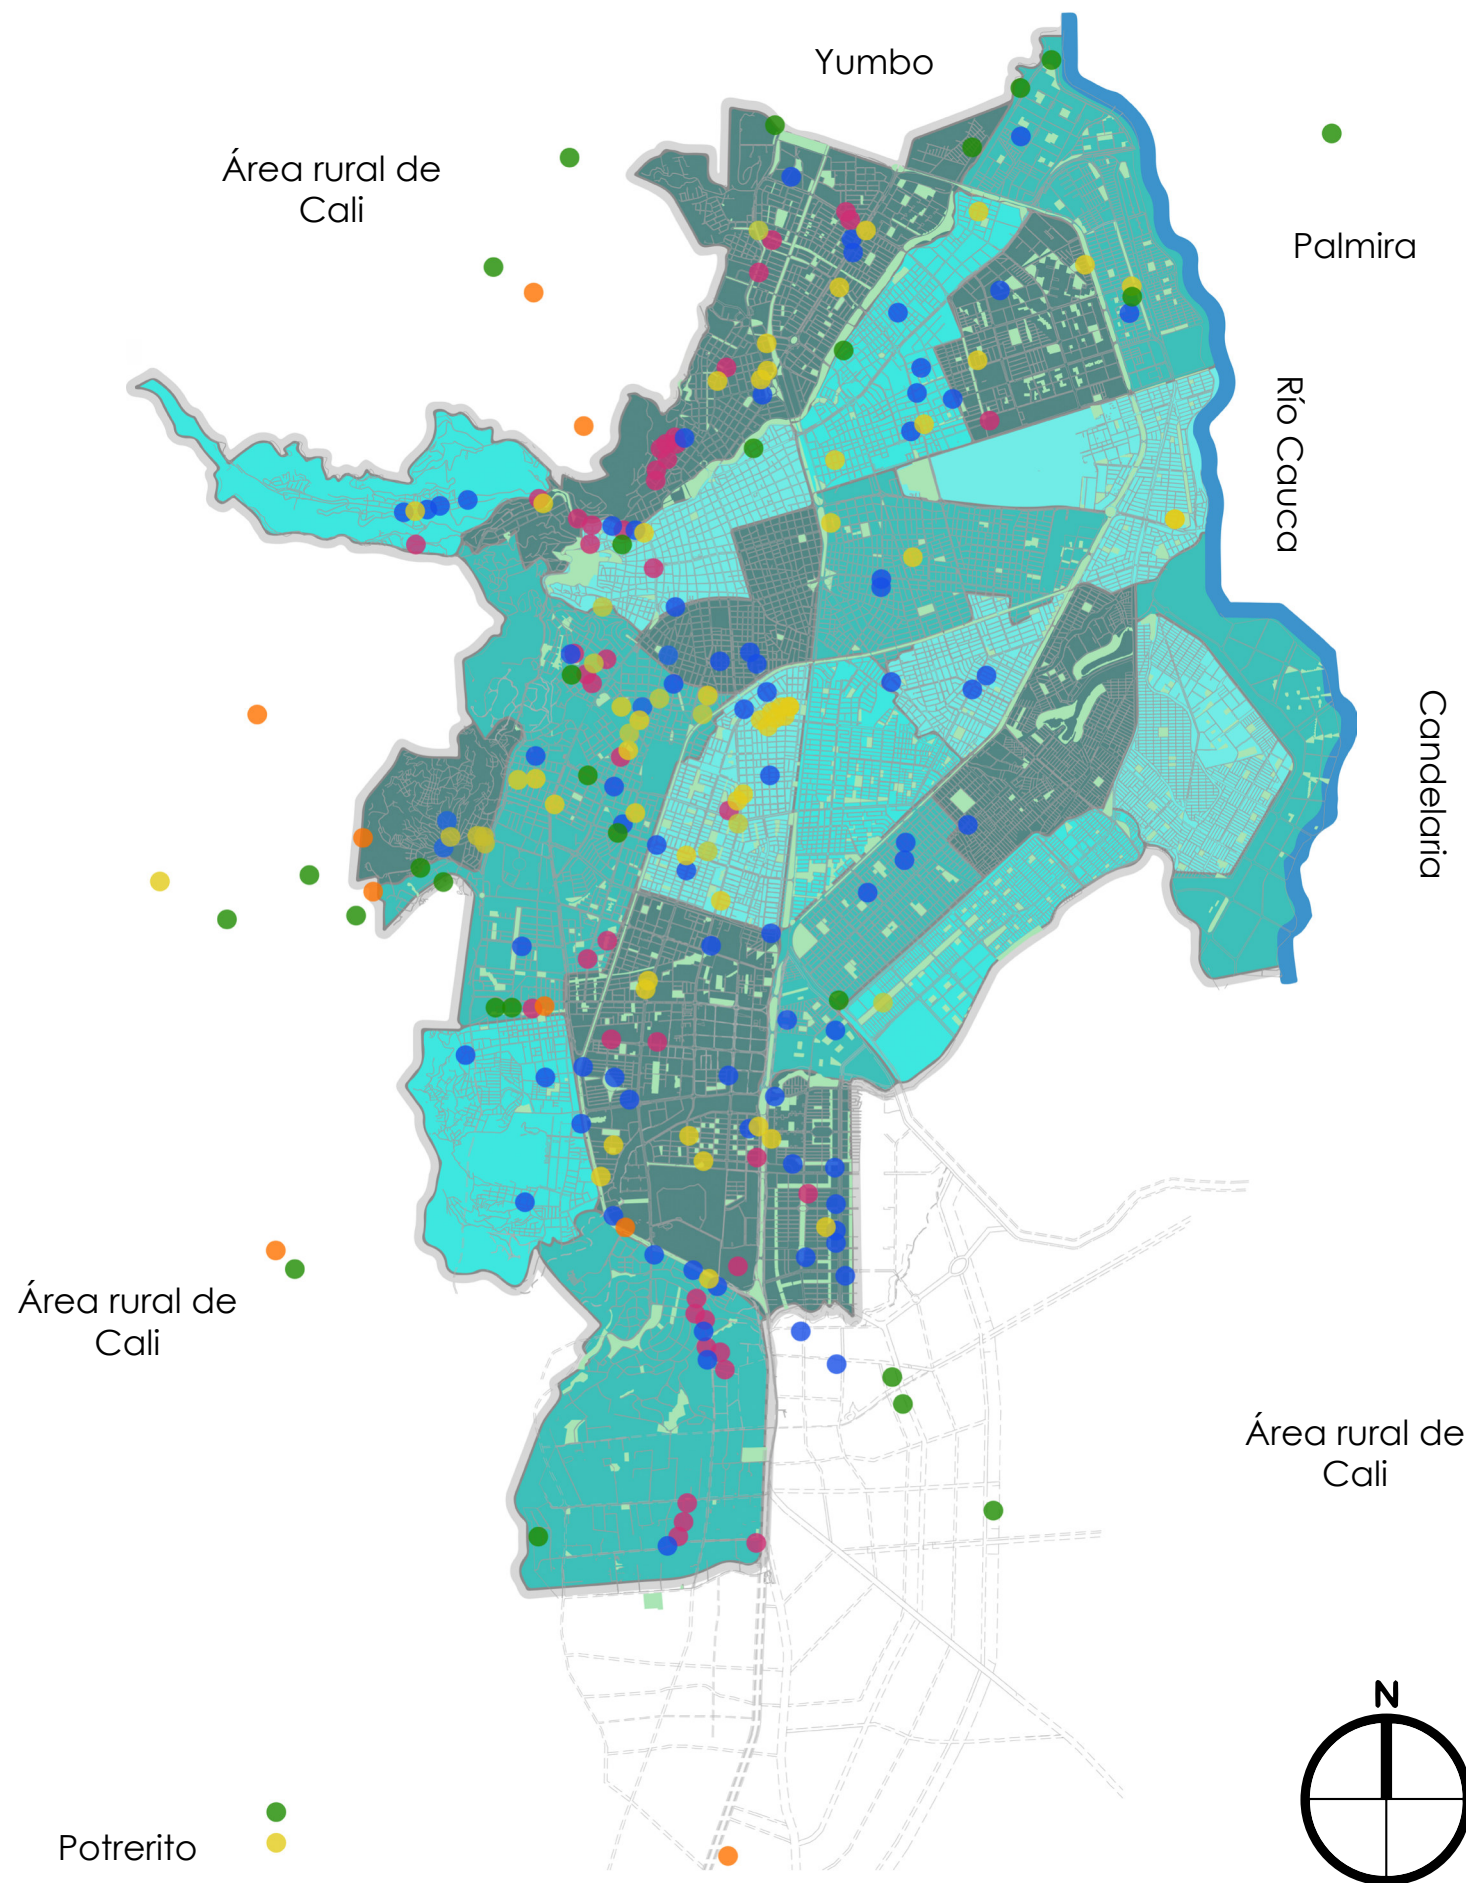 Yumbo
Área rural de
Cali
Palmira
Río Cauca
Candelaria
Área rural de
Cali
Área rural de
Cali
N
Potrerito